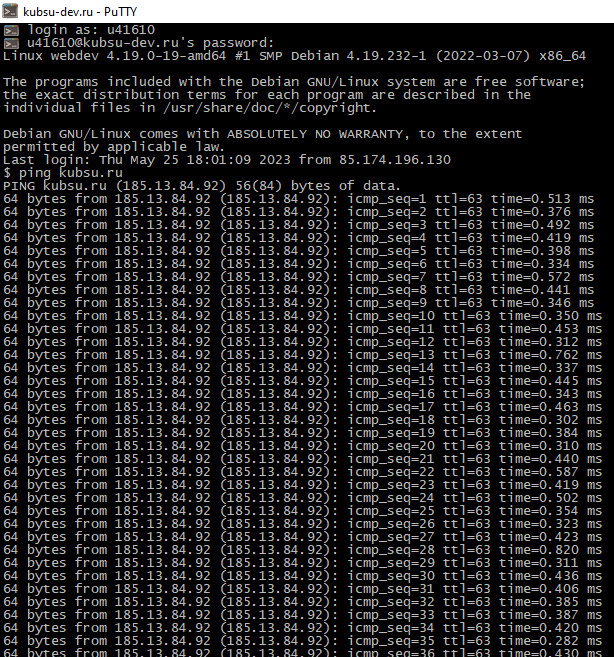 kubsu-dev.ru - PuTTY
login as: u41610
u41610@kubsu-dev.ru's password:
Linux webdev 4.19.0-19-amd64 #1 SMP Debian 4.19.232-1 (2022-03-07) x86_64
The programs included with the Debian GNU/Linux system are free software;
the exact distribution terms for each program are described in the
individual files in /usr/share/doc/*/copyright.
Debian GNU/Linux comes with ABSOLUTELY NO WARRANTY, to the extent
permitted by applicable law.
Last login: Thu May 25 18:01:09 2023 from 85.174.196.130
$ ping kubsu.ru
PING kubsu.ru (185.13.84.92) 56(84) bytes of data.
64 bytes from 185.13.84.92 (185.13.84.92): icmp_seq=1 ttl=63 time=0.513 ms
64 bytes from 185.13.84.92 (185.13.84.92): icmp_seq=2 ttl=63 time=0.376 ms
64 bytes from 185.13.84.92 (185.13.84.92): icmp_seq=3 ttl=63 time=0.492 ms
64 bytes from 185.13.84.92 (185.13.84.92): icmp_seq=4 ttl=63 time=0.419 ms
64 bytes from 185.13.84.92 (185.13.84.92): icmp_seq=5 ttl=63 time=0.398 ms
64 bytes from 185.13.84.92 (185.13.84.92): icmp_seq=6 ttl=63 time=0.334 ms
64 bytes from 185.13.84.92 (185.13.84.92): icmp_seq=7 ttl=63 time=0.572 ms
64 bytes from 185.13.84.92 (185.13.84.92): icmp_seq=8 ttl=63 time=0.441 ms
64 bytes from 185.13.84.92 (185.13.84.92): icmp_seq=9 ttl=63 time=0.346 ms
64 bytes from 185.13.84.92 (185.13.84.92): icmp_seq=10 ttl=63 time=0.350 ms
64 bytes from 185.13.84.92 (185.13.84.92): icmp_seq=11 ttl=63 time=0.453 ms
64 bytes from 185.13.84.92 (185.13.84.92): icmp_seq=12 ttl=63 time=0.312 ms
64 bytes from 185.13.84.92 (185.13.84.92): icmp_seq=13 ttl=63 time=0.762 ms
64 bytes from 185.13.84.92 (185.13.84.92): icmp_seq=14 ttl=63 time=0.337 ms
64 bytes from 185.13.84.92 (185.13.84.92): icmp_seq=15 ttl=63 time=0.445 ms
64 bytes from 185.13.84.92 (185.13.84.92): icmp_seq=16 ttl=63 time=0.343 ms
64 bytes from 185.13.84.92 (185.13.84.92): icmp_seq=17 ttl=63 time=0.463 ms
64 bytes from 185.13.84.92 (185.13.84.92): icmp_seq=18 ttl=63 time=0.302 ms
64 bytes from 185.13.84.92 (185.13.84.92): icmp_seq=19 ttl=63 time=0.384 ms
64 bytes from 185.13.84.92 (185.13.84.92): icmp_seq=20 ttl=63 time=0.310 ms
64 bytes from 185.13.84.92 (185.13.84.92): icmp_seq=21 ttl=63 time=0.440 ms
64 bytes from 185.13.84.92 (185.13.84.92): icmp_seq=22 ttl=63 time=0.587 ms
64 bytes from 185.13.84.92 (185.13.84.92): icmp_seq=23 ttl=63 time=0.419 ms
64 bytes from 185.13.84.92 (185.13.84.92): icmp_seq=24 ttl=63 time=0.502 ms
64 bytes from 185.13.84.92 (185.13.84.92): icmp_seq=25 ttl=63 time=0.354 ms
64 bytes from 185.13.84.92 (185.13.84.92): icmp_seq=26 ttl=63 time=0.323 ms
64 bytes from 185.13.84.92 (185.13.84.92): icmp_seq=27 ttl=63 time=0.423 ms
64 bytes from 185.13.84.92 (185.13.84.92): icmp_seq=28 ttl=63 time=0.820 ms
64 bytes from 185.13.84.92 (185.13.84.92): icmp_seq=29 ttl=63 time=0.311 ms
64 bytes from 185.13.84.92 (185.13.84.92): icmp_seq=30 ttl=63 time=0.436 ms
64 bytes from 185.13.84.92 (185.13.84.92): icmp_seq=31 ttl=63 time=0.406 ms
64 bytes from 185.13.84.92 (185.13.84.92): icmp_seq=32 ttl=63 time=0.385 ms
64 bytes from 185.13.84.92 (185.13.84.92): icmp_seq=33 ttl=63 time=0.387 ms
64 bytes from 185.13.84.92 (185.13.84.92): icmp_seq=34 ttl=63 time=0.420 ms
64 bytes from 185.13.84.92 (185.13.84.92): icmp_seq=35 ttl=63 time=0.282 ms
64 bytes from 185.13.84.92 (185.13.84.92): icmp_seq=36 ttl=63 time=0.430 ms